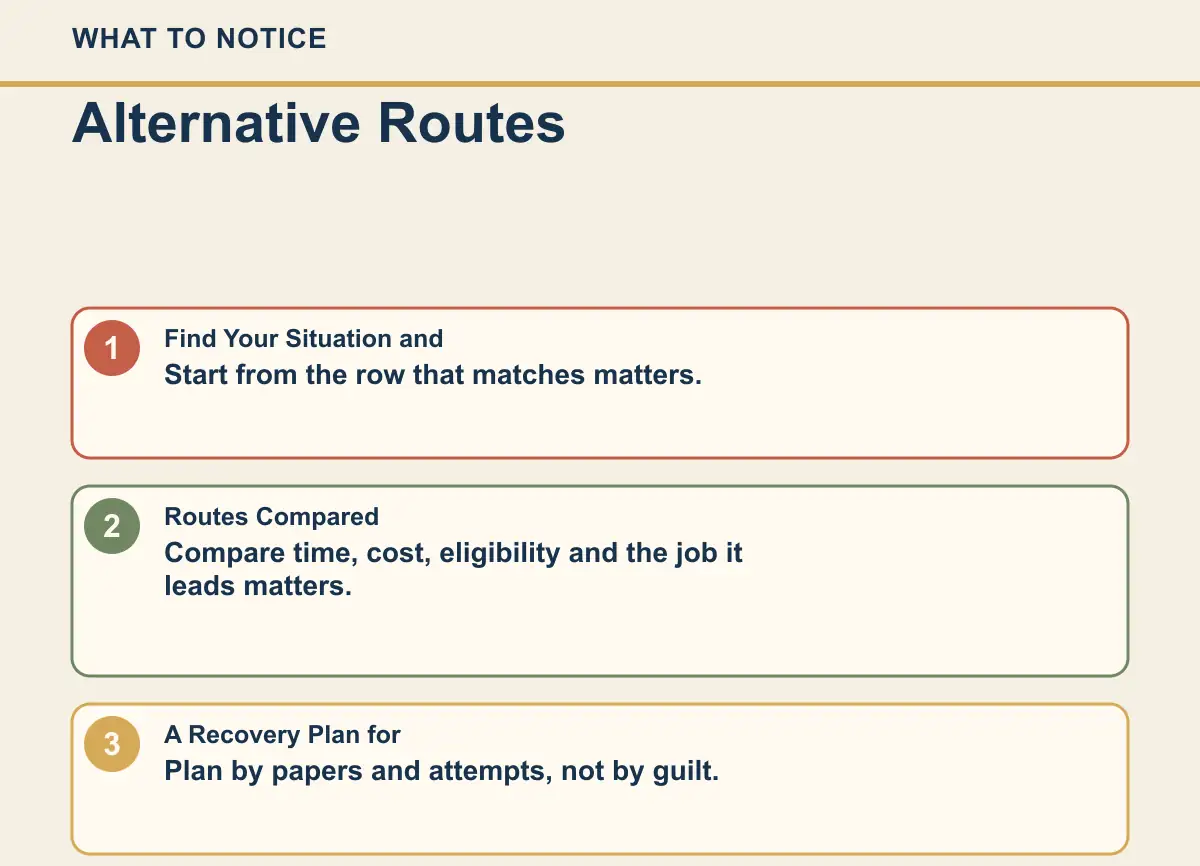 WHAT TO NOTICE
Alternative Routes
1
Find Your Situation and
Start from the row that matches matters.
2
Routes Compared
Compare time, cost, eligibility and the job it
leads matters.
3
A Recovery Plan for
Plan by papers and attempts, not by guilt.